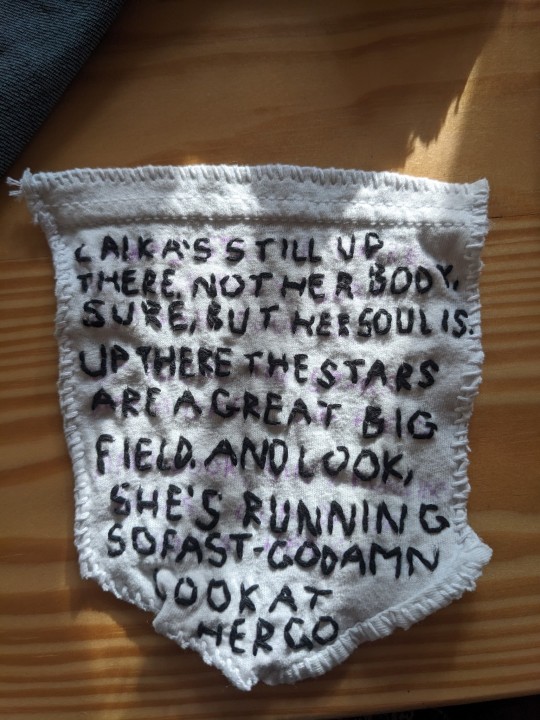 LAIKA'S STILL UP
THERE. NOT HER BODY,
SURE, BUT HER SOUL IS.
UP THERE THE STARS
ARE A GREAT BIG
FIELD. AND LOOK,
SHE'S RUNNING
SO FAST-GODAMN
LOOK AT
HER GO